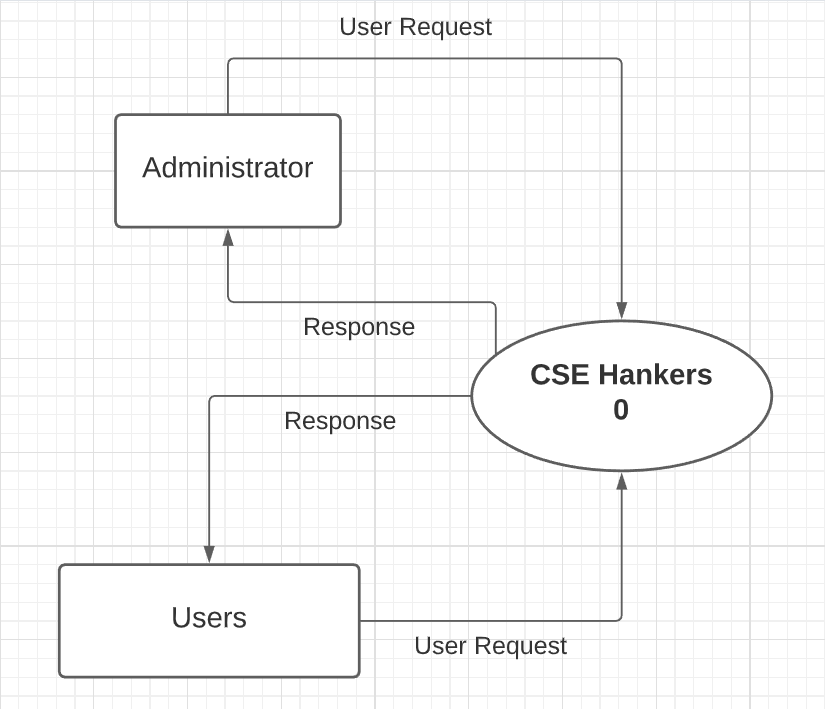 User Request
Administrator
Response
CSE Hankers
0
Response
Users
User Request